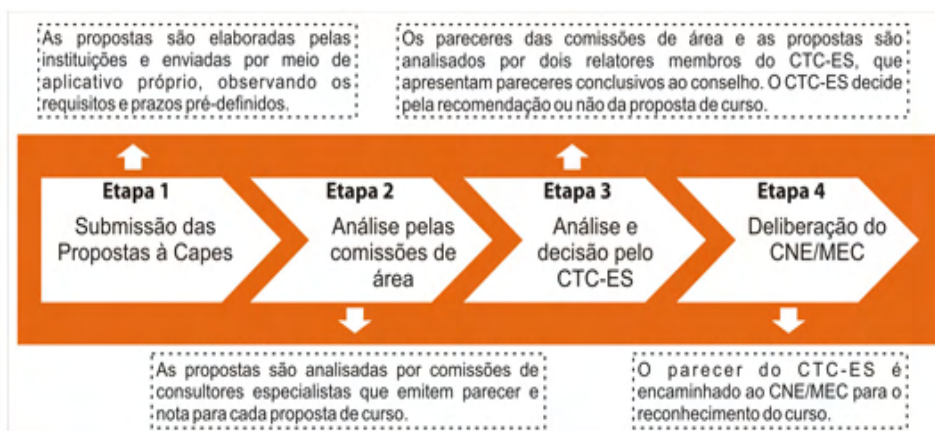 As propostas são elaboradas pelas
instituições e enviadas por meio de
aplicativo próprio, observando os
requisitos e prazos pré-definidos.
Os pareceres das comissões de área e as propostas são
analisados por dois relatores membros do CTC-ES, que
apresentam pareceres conclusivos ao conselho. O CTC-ES decide
pela recomendação ou não da proposta de curso.
Etapa 1
Submissão das
Propostas à Capes
Etapa 2
Análise pelas
comissões de
área
Etapa 3
Análise e
decisão pelo
CTC-ES
Etapa 4
Deliberação do
CNE/MEC
As propostas são analisadas por comissões de
consultores especialistas que emitem parecer e
nota para cada proposta de curso.
O parecer do CTC-ES é
encaminhado ao CNE/MEC para o
reconhecimento do curso.